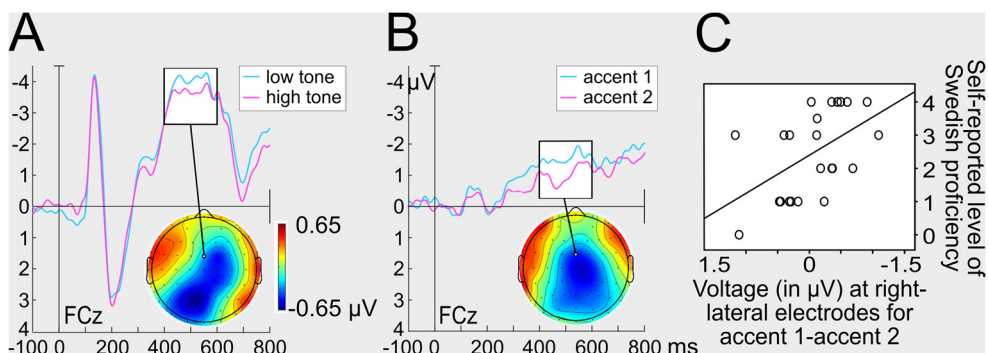 A
-4
-3
-2
1
0
1
2
3
4
low tone
high tone
0.65
-0.65 µV
FCz
-100 0 200 400 600 800
B
µV
-4
-3
-2
1
0
1
2
3
4
accent 1
accent 2
FCz
-100 0 200 400 600 800 ms
C
4
3
2
1
0
Self-reported level of
Swedish proficiency
1.5 0 -1.5
Voltage (in µV) at right-
lateral electrodes for
accent 1-accent 2